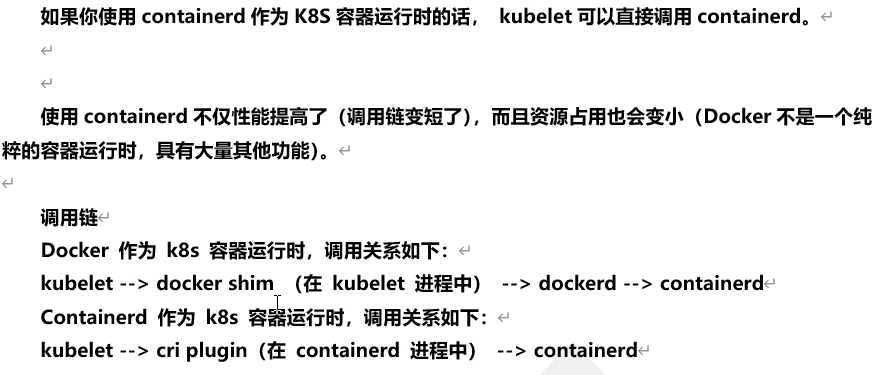 如果你使用 containerd 作为 K8S 容器运行时的话， kubelet 可以直接调用 containerd。
使用 containerd 不仅性能提高了（调用链变短了），而且资源占用也会变小（Docker 不是一个纯
粹的容器运行时，具有大量其他功能）。
调用链
Docker 作为 k8s 容器运行时，调用关系如下：
kubelet --> docker shim （在 kubelet 进程中） --> dockerd --> containerd
Containerd 作为 k8s 容器运行时，调用关系如下：
kubelet --> cri plugin（在 containerd 进程中） --> containerd